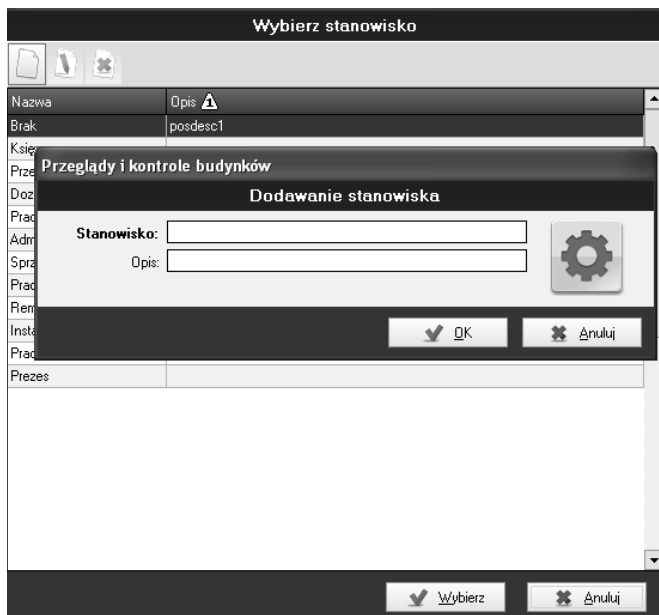 Wybierz stanowisko
Nazwa Opis
Brak posdesc1
Przeglądy i kontrole budynków
Dodawanie stanowiska
Stanowisko:
Opis:
OK Anuluj
Prezes
Wybierz Anuluj